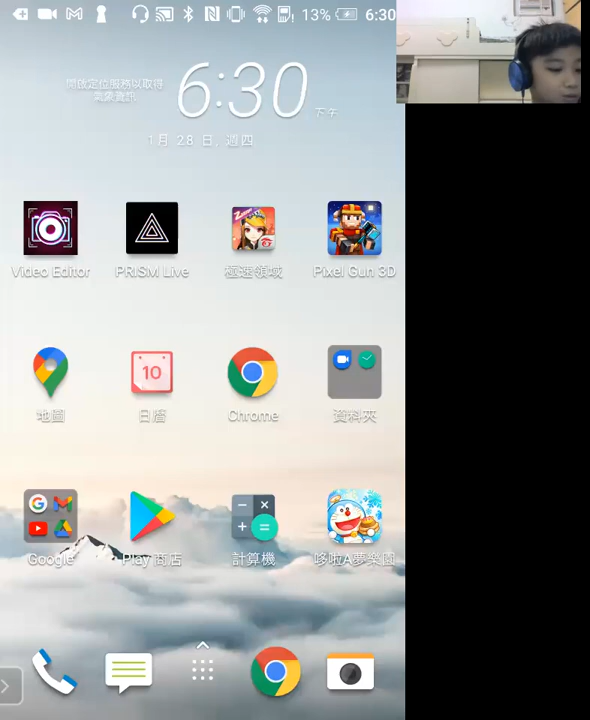 13% 6:30
開啟定位服務以取得
氣象資訊
6:30 下午
1月 28 日, 週四
Video Editor PRISM Live 極速領域 Pixel Gun 3D
10
地圖 日曆 Chrome 資料夾
Google Play 商店 計算機 哆啦A夢樂園